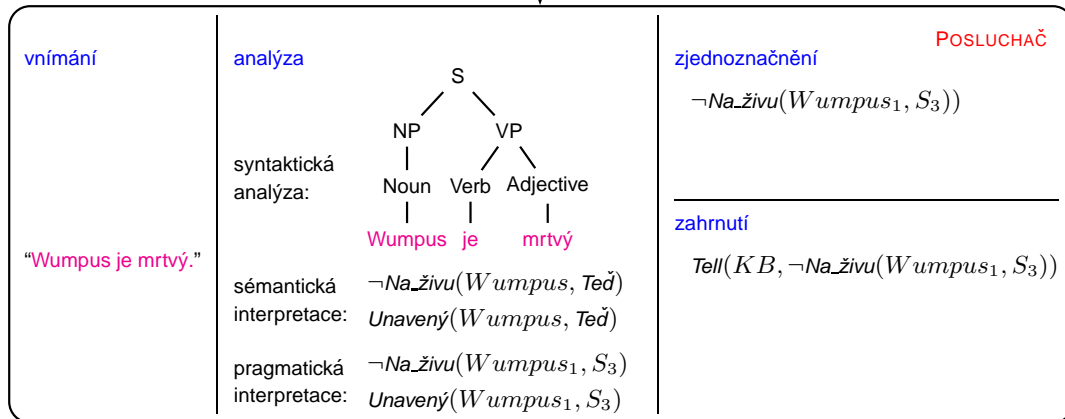 POSLUCHAČ
vnímání
"Wumpus je mrtvý."
analýza
S
NP VP
syntaktická
analýza:
Noun Verb Adjective
Wumpus je mrtvý
sémantická
interpretace:
¬Na_živu(Wumpus, Teď)
Unavený(Wumpus, Teď)
pragmatická
interpretace:
¬Na_živu(Wumpus₁, S₃)
Unavený(Wumpus₁, S₃)
zjednoznačnění
¬Na_živu(Wumpus₁, S₃))
zahrnutí
Tell(KB, ¬Na_živu(Wumpus₁, S₃))